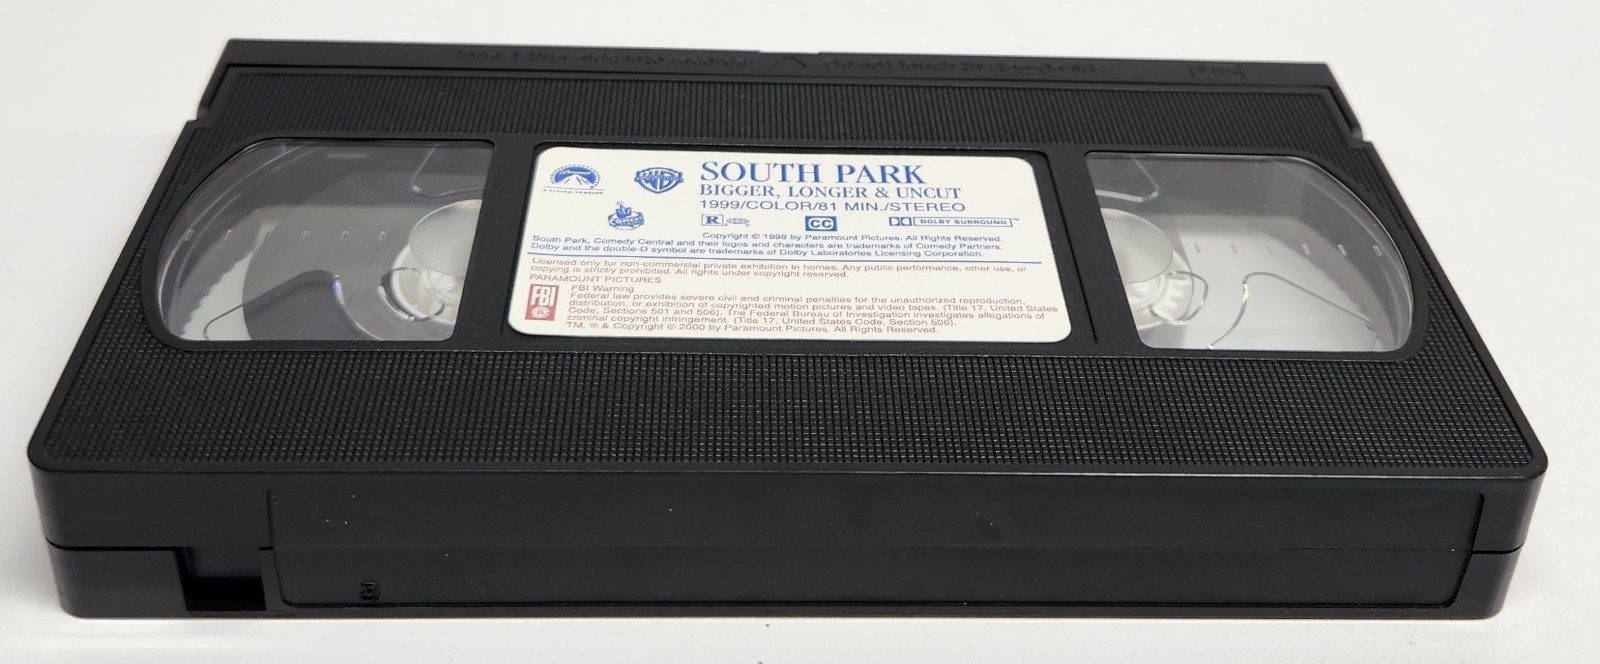 SOUTH PARK
BIGGER, LONGER & UNCUT
1999/COLOR/81 MIN./STEREO
R CC DOLBY SURROUND™
Copyright © 1999 by Paramount Pictures. All Rights Reserved.
South Park, Comedy Central and their logos and characters are trademarks of Comedy Partners.
Dolby and the double-D symbol are trademarks of Dolby Laboratories Licensing Corporation.
Licensed only for non-commercial private exhibition in homes. Any public performance, other use, or
copying is strictly prohibited. All rights under copyright reserved.
PARAMOUNT PICTURES
FBI
FBI Warning
Federal law provides severe civil and criminal penalties for the unauthorized reproduction,
distribution, or exhibition of copyrighted motion pictures and video tapes. (Title 17, United States
Code, Sections 501 and 506). The Federal Bureau of Investigation investigates allegations of
criminal copyright infringement. (Title 17, United States Code, Section 506).
TM, ® & Copyright © 2000 by Paramount Pictures. All Rights Reserved.